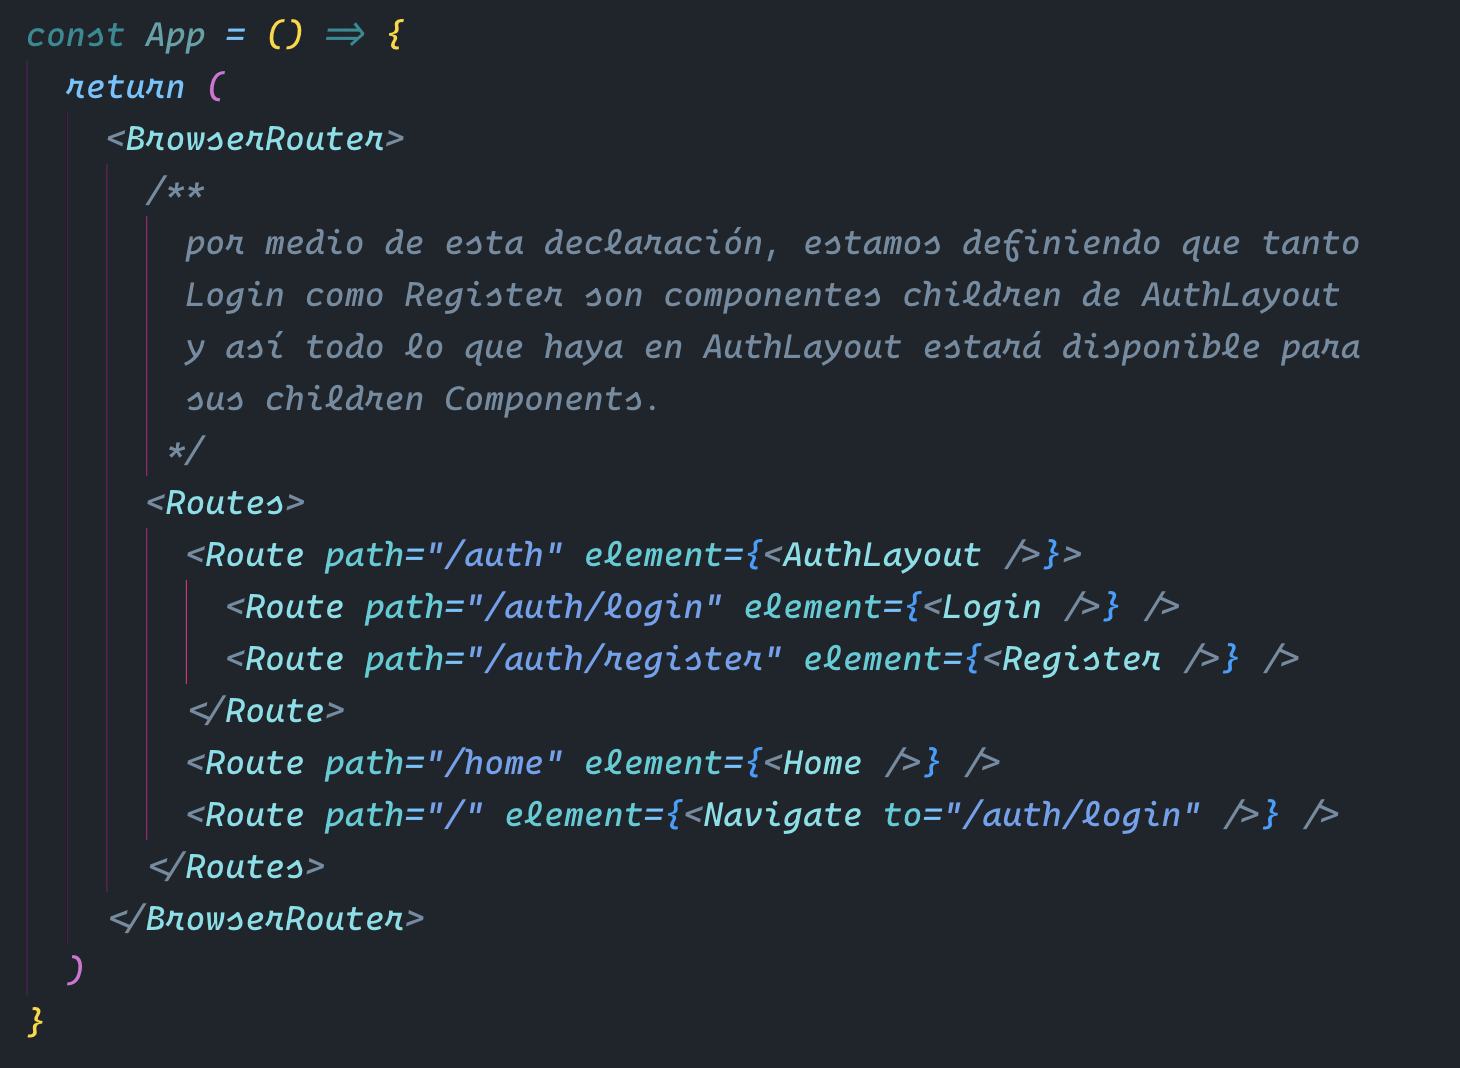 const App = () => {
return (
<BrowserRouter>
/**
por medio de esta declaración, estamos definiendo que tanto
Login como Register son componentes children de AuthLayout
y así todo lo que haya en AuthLayout estará disponible para
sus children Components.
*/
<Routes>
<Route path="/auth" element={<AuthLayout />}>
<Route path="/auth/login" element={<Login />} />
<Route path="/auth/register" element={<Register />} />
</Route>
<Route path="/home" element={<Home />} />
<Route path="/" element={<Navigate to="/auth/login" />} />
</Routes>
</BrowserRouter>
)
}